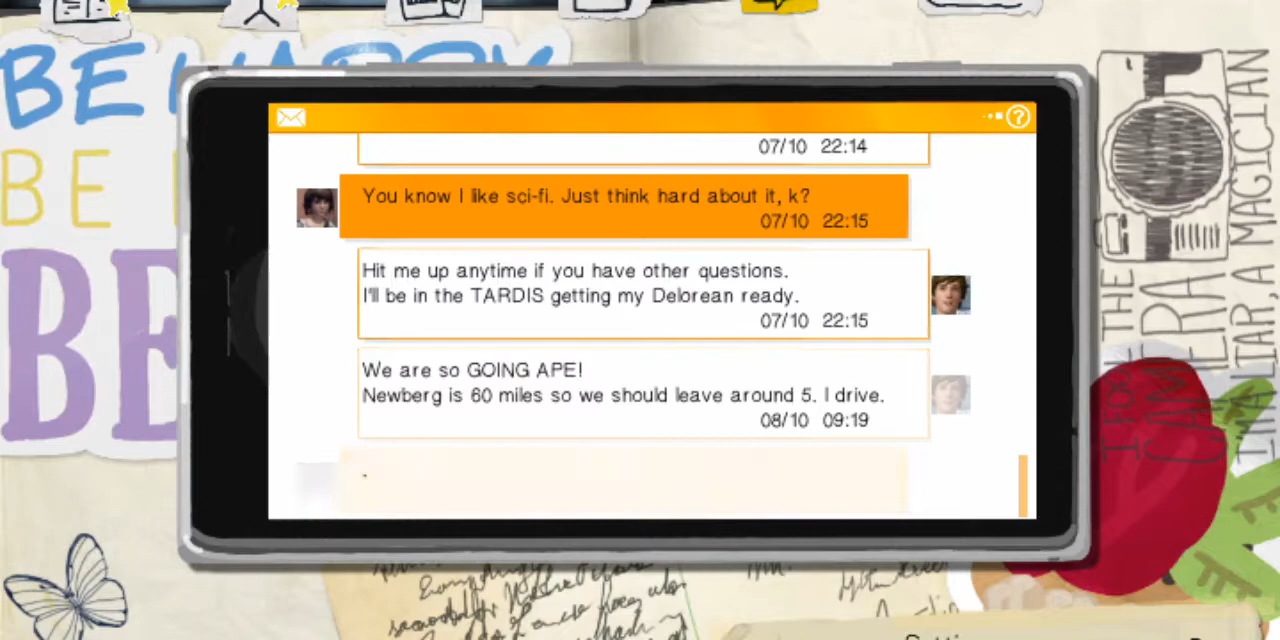 BE HAPPY
BE
BE
07/10 22:14
You know I like sci-fi. Just think hard about it, k?
07/10 22:15
Hit me up anytime if you have other questions.
I'll be in the TARDIS getting my Delorean ready.
07/10 22:15
We are so GOING APE!
Newberg is 60 miles so we should leave around 5. I drive.
08/10 09:19
I FOOL THE
CAMERA
IMA LIAR, A MAGICIAN